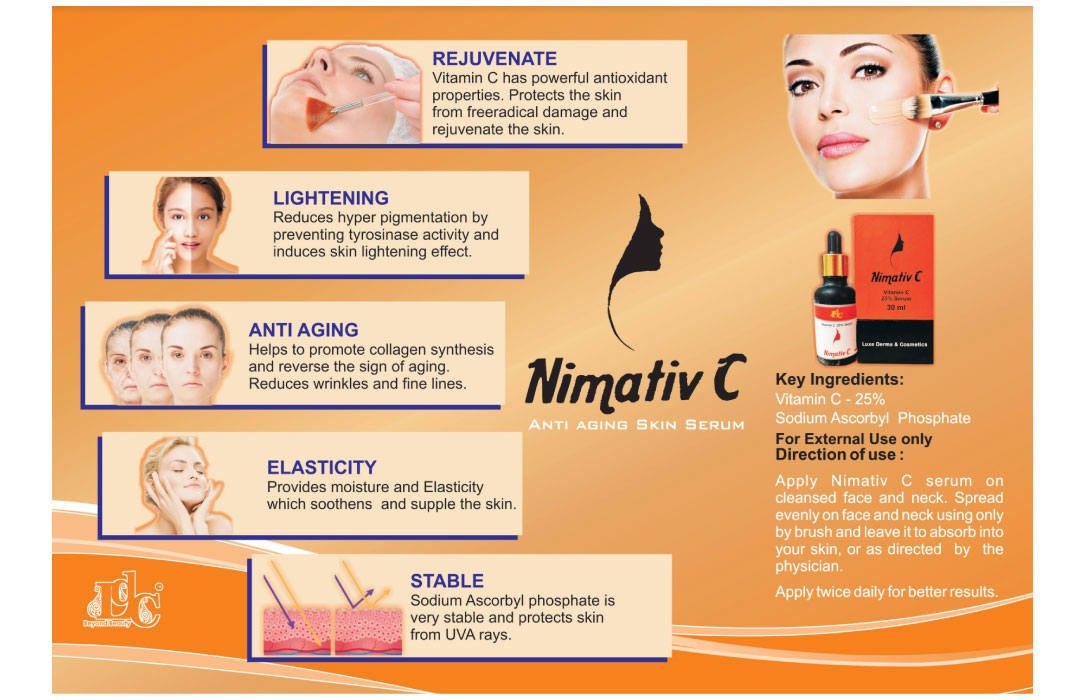 REJUVENATE
Vitamin C has powerful antioxidant
properties. Protects the skin
from freeradical damage and
rejuvenate the skin.
LIGHTENING
Reduces hyper pigmentation by
preventing tyrosinase activity and
induces skin lightening effect.
ANTI AGING
Helps to promote collagen synthesis
and reverse the sign of aging.
Reduces wrinkles and fine lines.
ELASTICITY
Provides moisture and Elasticity
which soothens and supple the skin.
STABLE
Sodium Ascorbyl phosphate is
very stable and protects skin
from UVA rays.
Nimativ C
ANTI AGING SKIN SERUM
Nimativ C
Vitamin C
25% Serum
30 ml
Luxe Derma & Cosmetics
Vitamin C 25% Serum
Nimativ C
Key Ingredients:
Vitamin C - 25%
Sodium Ascorbyl Phosphate
For External Use only
Direction of use :
Apply Nimativ C serum on
cleansed face and neck. Spread
evenly on face and neck using only
by brush and leave it to absorb into
your skin, or as directed by the
physician.
Apply twice daily for better results.
Beyond Beauty